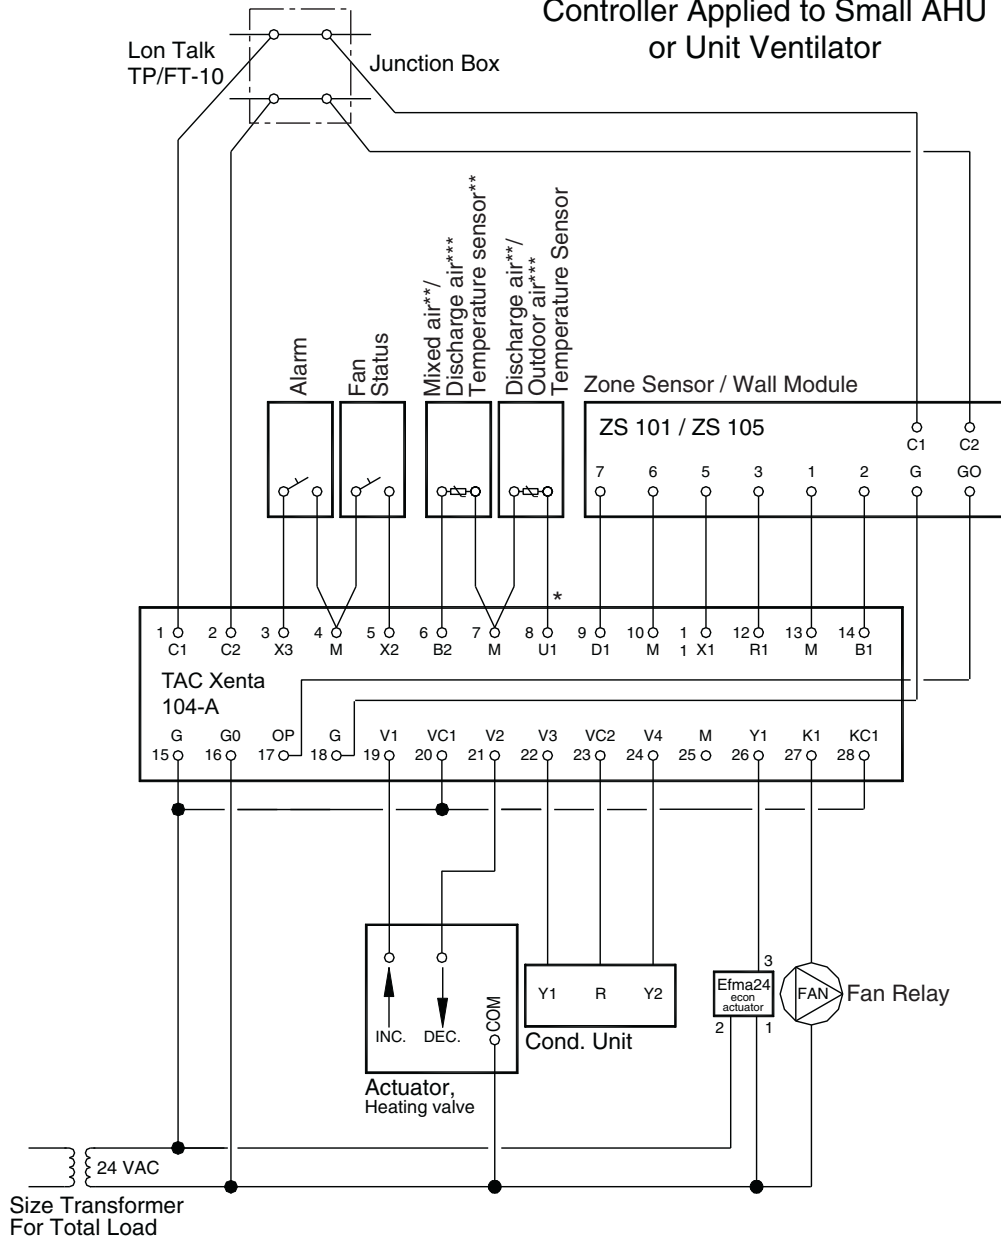 Controller Applied to Small AHU
or Unit Ventilator
Lon Talk
TP/FT-10
Junction Box
Alarm
Fan
Status
Mixed air**/
Discharge air***
Temperature sensor**
Discharge air**/
Outdoor air***
Temperature Sensor
Zone Sensor / Wall Module
ZS 101 / ZS 105
C1 C2
7 6 5 3 1 2 G GO
*
1 2 3 4 5 6 7 8 9 10 1 12 13 14
C1 C2 X3 M X2 B2 M U1 D1 M 1 X1 R1 M B1
TAC Xenta
104-A
G G0 OP G V1 VC1 V2 V3 VC2 V4 M Y1 K1 KC1
15 16 17 18 19 20 21 22 23 24 25 26 27 28
INC. DEC. COM
Actuator,
Heating valve
Y1 R Y2
Cond. Unit
3
Efma24
econ
actuator
2 1
FAN
Fan Relay
24 VAC
Size Transformer
For Total Load